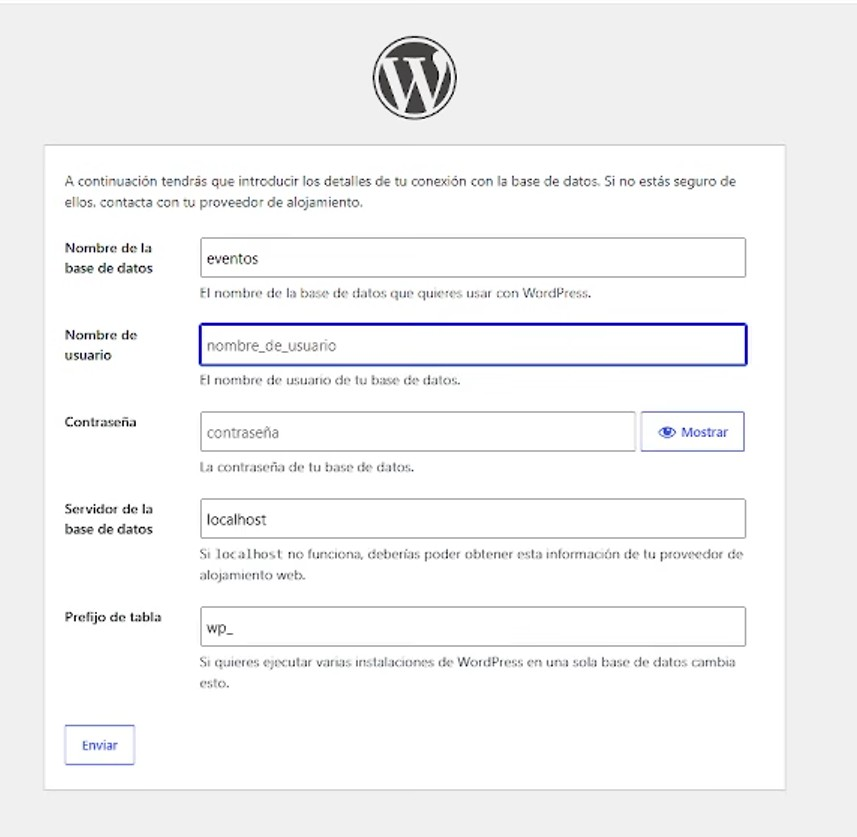 A continuación tendrás que introducir los detalles de tu conexión con la base de datos. Si no estás seguro de
ellos, contacta con tu proveedor de alojamiento.
Nombre de la
base de datos
eventos
El nombre de la base de datos que quieres usar con WordPress.
Nombre de
usuario
nombre_de_usuario
El nombre de usuario de tu base de datos.
Contraseña
contraseña
Mostrar
La contraseña de tu base de datos.
Servidor de la
base de datos
localhost
Si localhost no funciona, deberías poder obtener esta información de tu proveedor de
alojamiento web.
Prefijo de tabla
wp_
Si quieres ejecutar varias instalaciones de WordPress en una sola base de datos cambia
esto.
Enviar